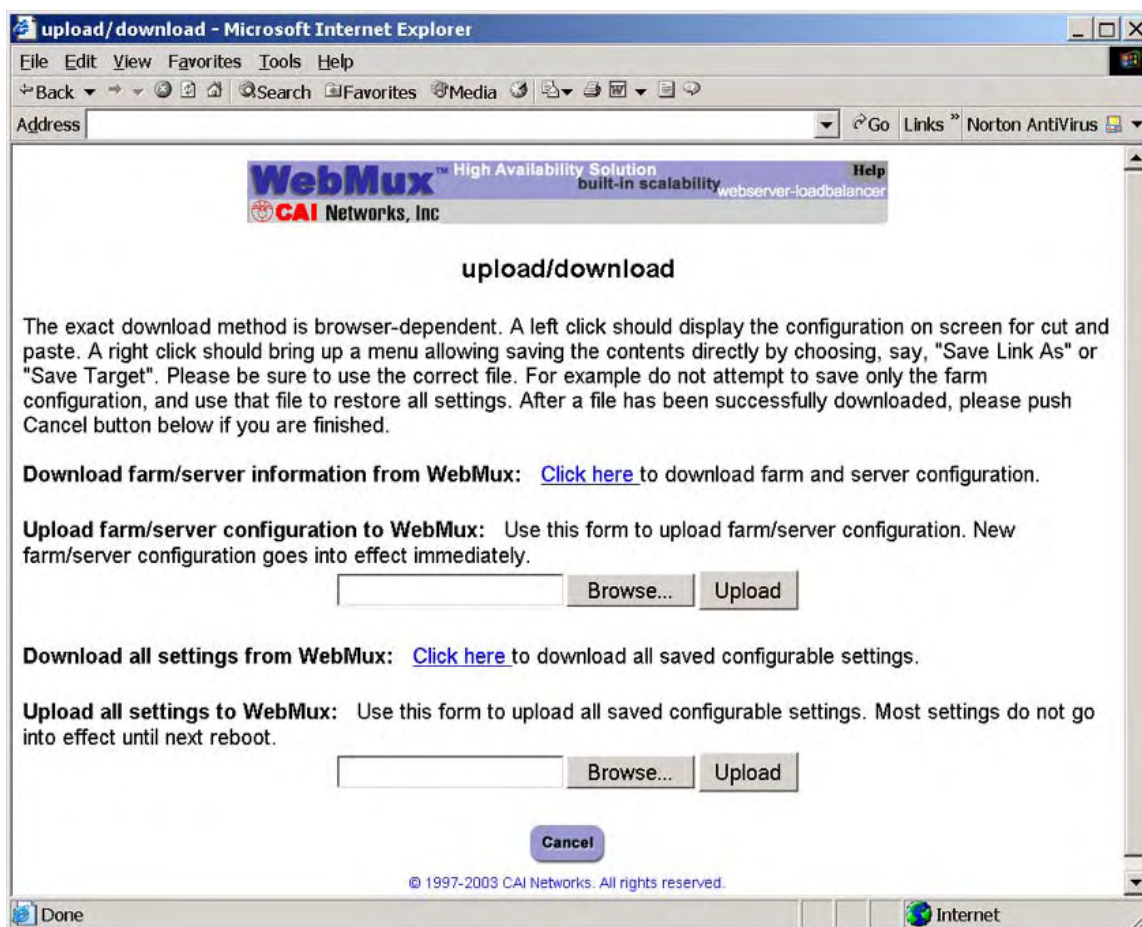 upload/download - Microsoft Internet Explorer
File Edit View Favorites Tools Help
Back Search Favorites Media
Address Go Links » Norton AntiVirus
WebMux™ High Availability Solution Help
built-in scalability
webserver-loadbalancer
CAI Networks, Inc
upload/download
The exact download method is browser-dependent. A left click should display the configuration on screen for cut and
paste. A right click should bring up a menu allowing saving the contents directly by choosing, say, "Save Link As" or
"Save Target". Please be sure to use the correct file. For example do not attempt to save only the farm
configuration, and use that file to restore all settings. After a file has been successfully downloaded, please push
Cancel button below if you are finished.
Download farm/server information from WebMux: Click here to download farm and server configuration.
Upload farm/server configuration to WebMux: Use this form to upload farm/server configuration. New
farm/server configuration goes into effect immediately.
Browse... Upload
Download all settings from WebMux: Click here to download all saved configurable settings.
Upload all settings to WebMux: Use this form to upload all saved configurable settings. Most settings do not go
into effect until next reboot.
Browse... Upload
Cancel
© 1997-2003 CAI Networks. All rights reserved.
Done Internet